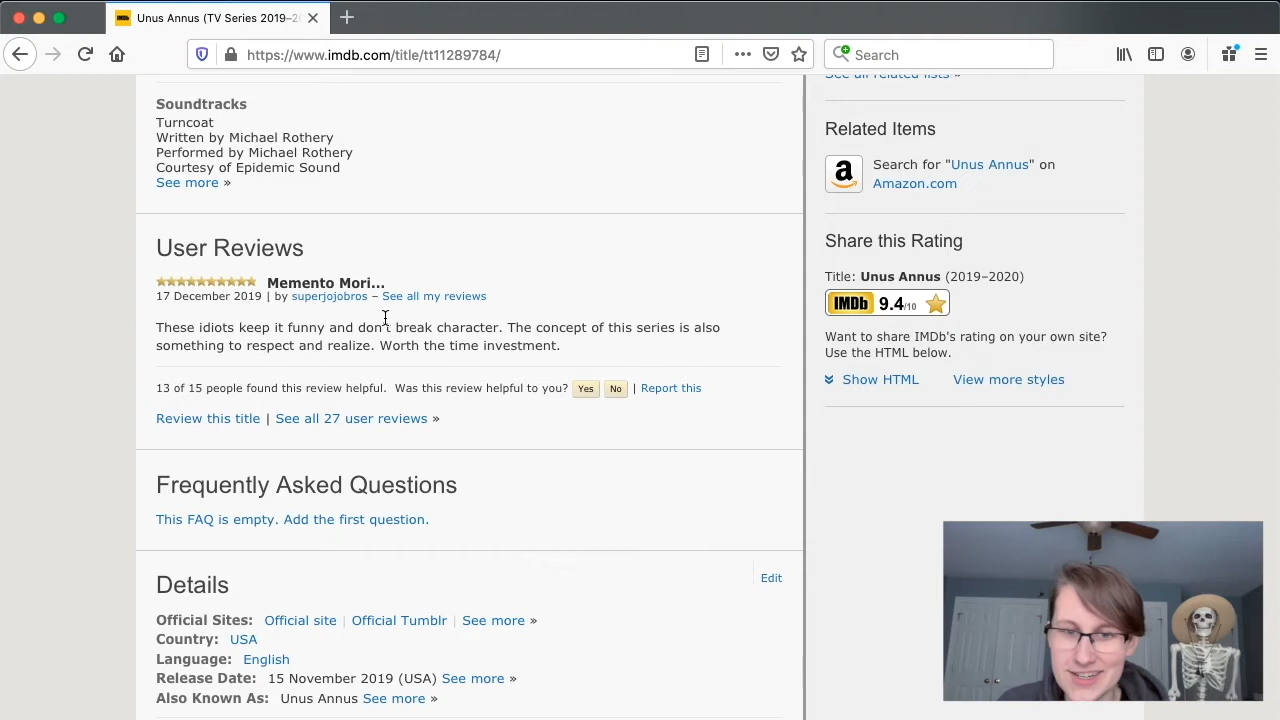 Unus Annus (TV Series 2019–2
https://www.imdb.com/title/tt11289784/
Search
See all related lists »
Soundtracks
Turncoat
Written by Michael Rothery
Performed by Michael Rothery
Courtesy of Epidemic Sound
See more »
User Reviews
Memento Mori...
17 December 2019 | by superjojobros – See all my reviews
These idiots keep it funny and don't break character. The concept of this series is also
something to respect and realize. Worth the time investment.
13 of 15 people found this review helpful. Was this review helpful to you? Yes No | Report this
Review this title | See all 27 user reviews »
Frequently Asked Questions
This FAQ is empty. Add the first question.
Details
Edit
Official Sites: Official site | Official Tumblr | See more »
Country: USA
Language: English
Release Date: 15 November 2019 (USA) See more »
Also Known As: Unus Annus See more »
Related Items
a
Search for "Unus Annus" on
Amazon.com
Share this Rating
Title: Unus Annus (2019–2020)
IMDb 9.4/10
Want to share IMDb's rating on your own site?
Use the HTML below.
Show HTML View more styles